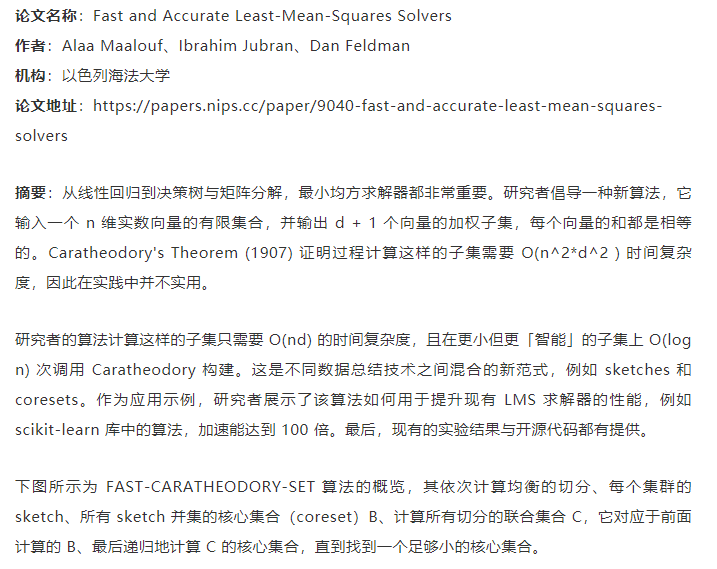 论文名称：Fast and Accurate Least-Mean-Squares Solvers
作者：Alaa Maalouf、Ibrahim Jubran、Dan Feldman
机构：以色列海法大学
论文地址：https://papers.nips.cc/paper/9040-fast-and-accurate-least-mean-squares-
solvers
摘要：从线性回归到决策树与矩阵分解，最小均方求解器都非常重要。研究者倡导一种新算法，它
输入一个 n 维实数向量的有限集合，并输出 d + 1 个向量的加权子集，每个向量的和都是相等
的。Caratheodory's Theorem (1907) 证明过程计算这样的子集需要 O(n^2*d^2 ) 时间复杂
度，因此在实践中并不实用。
研究者的算法计算这样的子集只需要 O(nd) 的时间复杂度，且在更小但更「智能」的子集上 O(log
n) 次调用 Caratheodory 构建。这是不同数据总结技术之间混合的新范式，例如 sketches 和
coresets。作为应用示例，研究者展示了该算法如何用于提升现有 LMS 求解器的性能，例如
scikit-learn 库中的算法，加速能达到 100 倍。最后，现有的实验结果与开源代码都有提供。
下图所示为 FAST-CARATHEODORY-SET 算法的概览，其依次计算均衡的切分、每个集群的
sketch、所有 sketch 并集的核心集合（coreset）B、计算所有切分的联合集合 C，它对应于前面
计算的 B、最后递归地计算 C 的核心集合，直到找到一个足够小的核心集合。